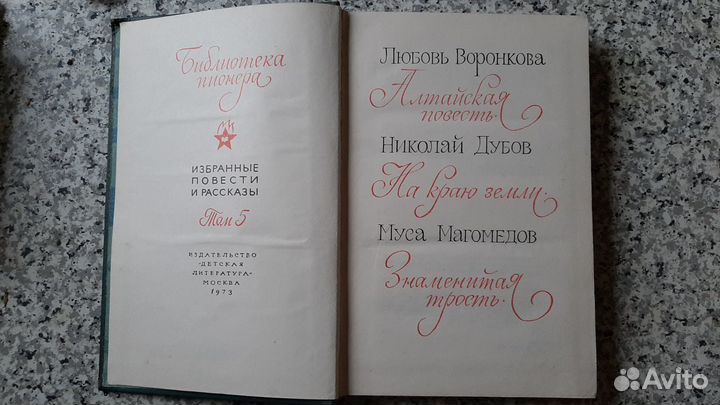 Библиотека
пионера
ИЗБРАННЫЕ
ПОВЕСТИ
И РАССКАЗЫ
Том 5
ИЗДАТЕЛЬСТВО
«ДЕТСКАЯ
ЛИТЕРАТУРА»
МОСКВА
1973
Любовь Воронкова
Алтайская
повесть.
Николай Дубов
На краю земли.
Муса Магомедов
Знаменитая
трость.
Avito